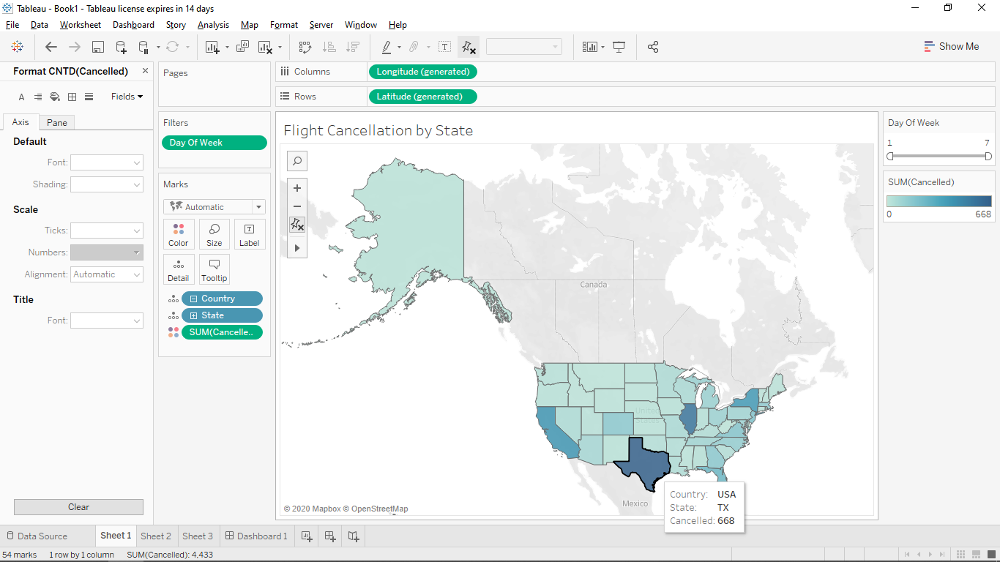 Tableau - Book1 - Tableau license expires in 14 days
File Data Worksheet Dashboard Story Analysis Map Format Server Window Help
Show Me
Format CNTD(Cancelled)
A Fields
Axis Pane
Default
Font:
Shading:
Scale
Ticks:
Numbers:
Alignment: Automatic
Title
Font:
Clear
Pages
Filters
Day Of Week
Marks
Automatic
Color Size Label
Detail Tooltip
Country
State
SUM(Cancelle..
Columns Longitude (generated)
Rows Latitude (generated)
Flight Cancellation by State
Canada
United
States
Mexico
© 2020 Mapbox © OpenStreetMap
Country: USA
State: TX
Cancelled: 668
Day Of Week
1 7
SUM(Cancelled)
0 668
Data Source Sheet 1 Sheet 2 Sheet 3 Dashboard 1
54 marks 1 row by 1 column SUM(Cancelled): 4,433